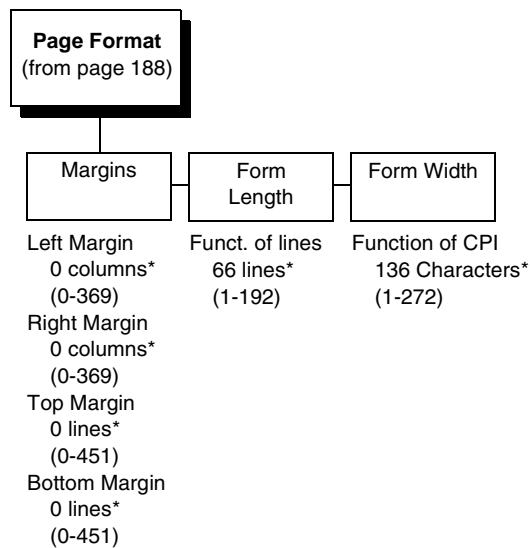 Page Format
(from page 188)
Margins
Left Margin
0 columns*
(0-369)
Right Margin
0 columns*
(0-369)
Top Margin
0 lines*
(0-451)
Bottom Margin
0 lines*
(0-451)
Form
Length
Funct. of lines
66 lines*
(1-192)
Form Width
Function of CPI
136 Characters*
(1-272)